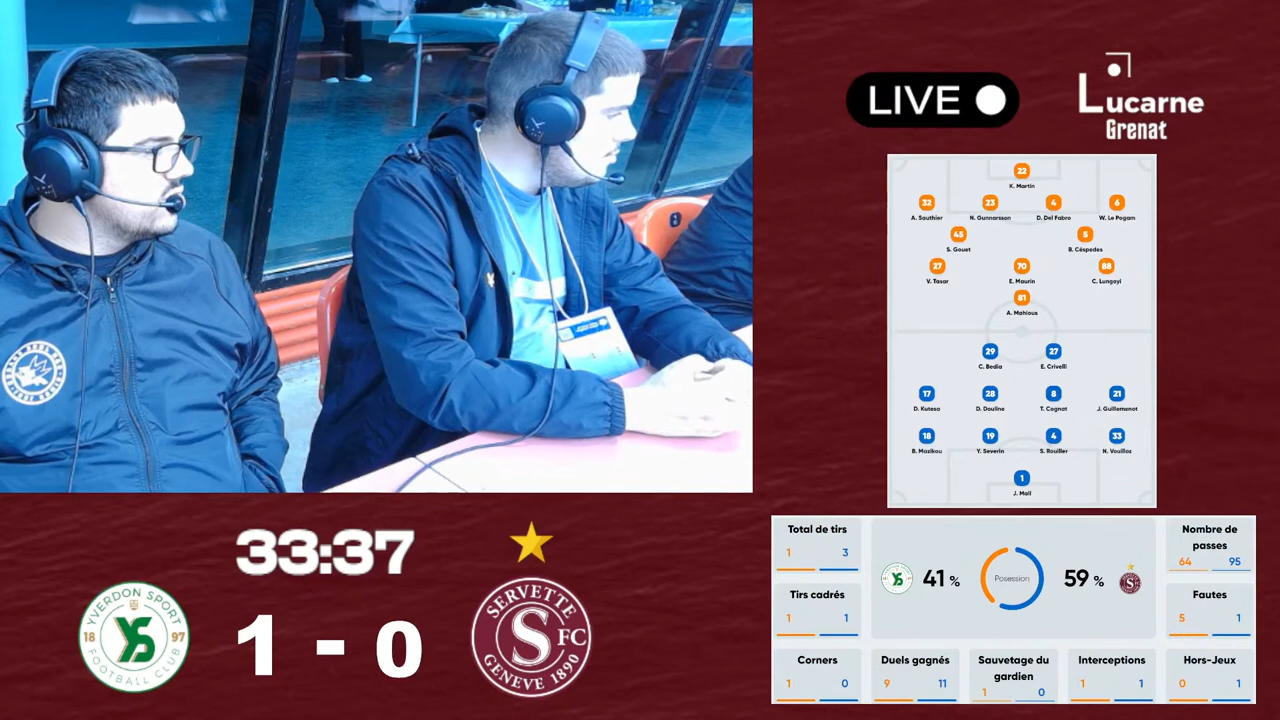 LIVE
Lucarne
Grenat
22
K. Martin
32
23
4
6
A. Sauthier
N. Gunnarsson
D. Del Fabro
W. Le Pogam
45
5
S. Gouet
B. Céspedes
27
70
88
V. Tasar
E. Maurin
C. Lungoyi
81
A. Mahious
29
27
C. Bedia
E. Crivelli
17
28
8
21
D. Kutesa
D. Douline
T. Cognat
J. Guillemenot
18
19
4
33
B. Mazikou
Y. Severin
S. Rouiller
N. Vouilloz
1
J. Mall
33:37
1 - 0
YVERDON SPORT
18 YS 97
FOOTBALL CLUB
SERVETTE
S FC
GENEVE 1890
Total de tirs
1 3
Tirs cadrés
1 1
Corners
1 0
41 %
Posession
59 %
Duels gagnés
9 11
Sauvetage du
gardien
1 0
Interceptions
1 1
Nombre de
passes
64 95
Fautes
5 1
Hors-Jeux
0 1